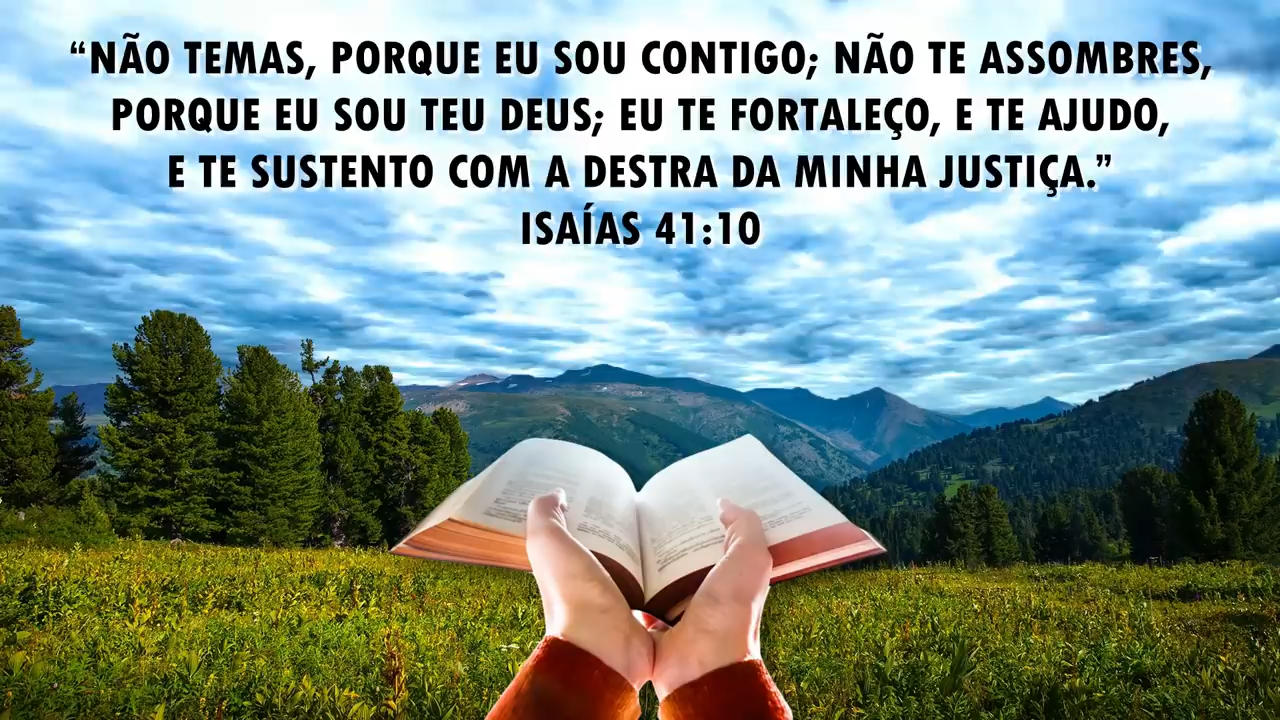 “NÃO TEMAS, PORQUE EU SOU CONTIGO; NÃO TE ASSOMBRES,
PORQUE EU SOU TEU DEUS; EU TE FORTALEÇO, E TE AJUDO,
E TE SUSTENTO COM A DESTRA DA MINHA JUSTIÇA.”
ISAÍAS 41:10